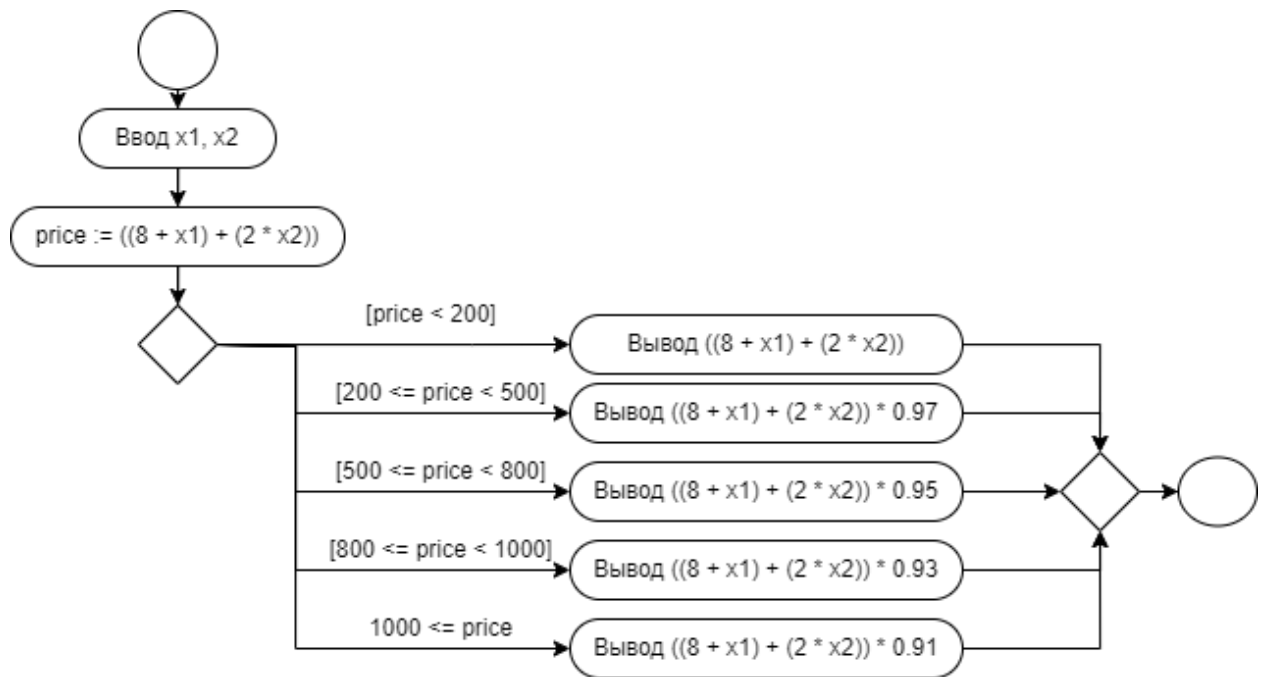 Ввод x1, x2
price := ((8 + x1) + (2 * x2))
[price < 200]
Вывод ((8 + x1) + (2 * x2))
[200 <= price < 500]
Вывод ((8 + x1) + (2 * x2)) * 0.97
[500 <= price < 800]
Вывод ((8 + x1) + (2 * x2)) * 0.95
[800 <= price < 1000]
Вывод ((8 + x1) + (2 * x2)) * 0.93
1000 <= price
Вывод ((8 + x1) + (2 * x2)) * 0.91